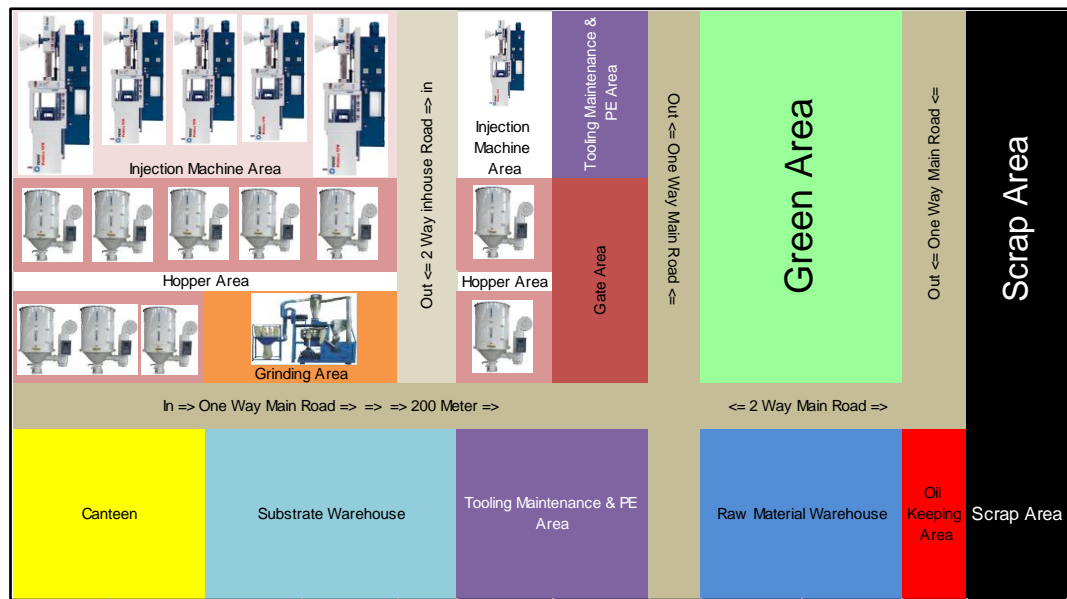 Injection Machine Area
Hopper Area
Grinding Area
Out <= 2 Way inhouse Road => in
Injection
Machine
Area
Hopper Area
Tooling Maintenance &
PE Area
Gate Area
Out <= One Way Main Road <=
Green Area
Out <= One Way Main Road <=
Scrap Area
In => One Way Main Road => => => 200 Meter =>
<= 2 Way Main Road =>
Canteen
Substrate Warehouse
Tooling Maintenance & PE
Area
Raw Material Warehouse
Oil
Keeping
Area
Scrap Area